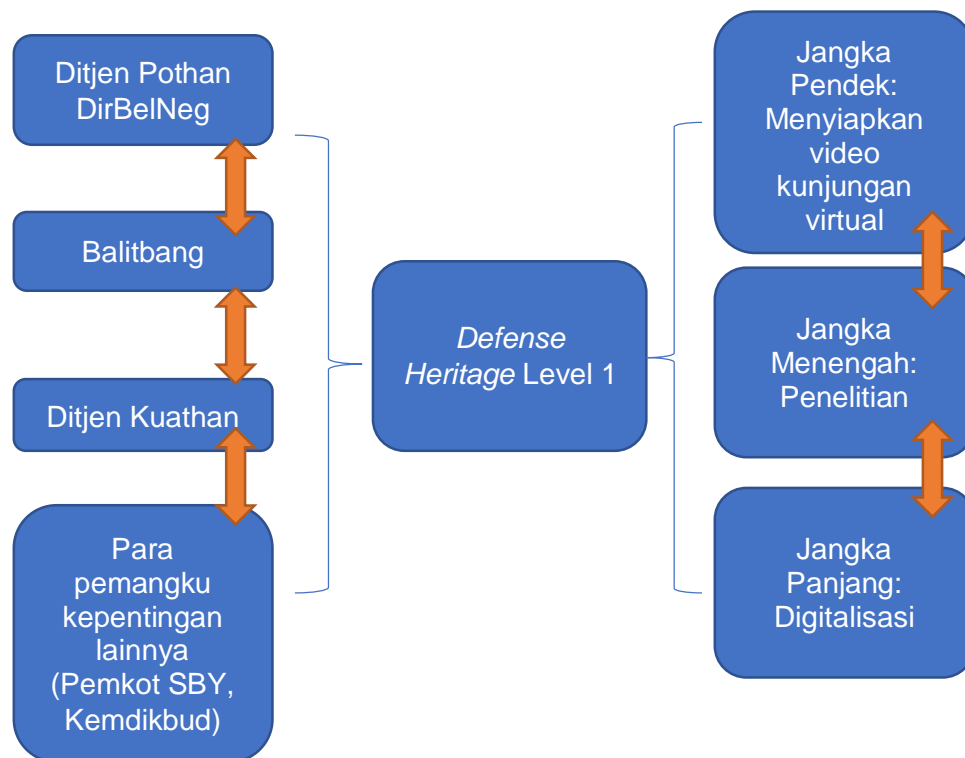 Ditjen Pothan
DirBelNeg
Balitbang
Ditjen Kuathan
Para
pemangku
kepentingan
lainnya
(Pemkot SBY,
Kemdikbud)
Defense
Heritage Level 1
Jangka
Pendek:
Menyiapkan
video
kunjungan
virtual
Jangka
Menengah:
Penelitian
Jangka
Panjang:
Digitalisasi